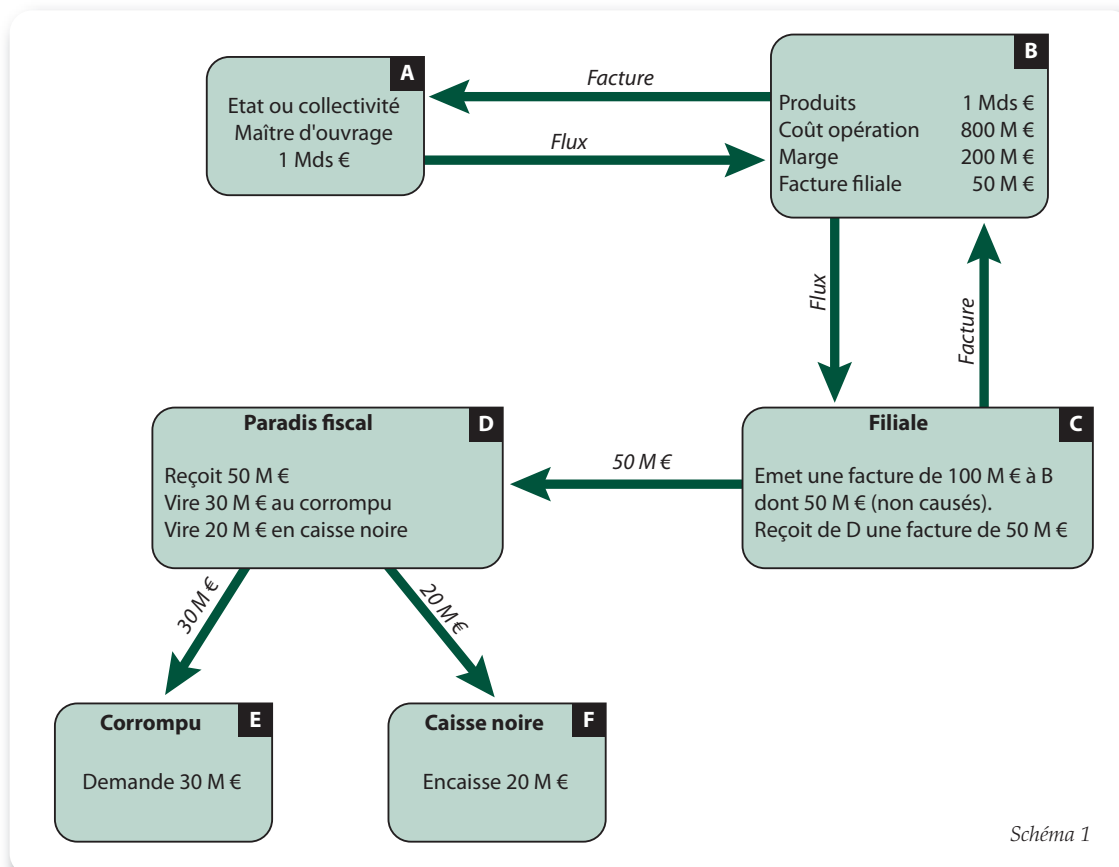 A
Etat ou collectivité
Maître d'ouvrage
1 Mds €
Facture
Flux
B
Produits 1 Mds €
Coût opération 800 M €
Marge 200 M €
Facture filiale 50 M €
Flux
Facture
Paradis fiscal D
Reçoit 50 M €
Vire 30 M € au corrompu
Vire 20 M € en caisse noire
50 M €
Filiale C
Emet une facture de 100 M € à B
dont 50 M € (non causés).
Reçoit de D une facture de 50 M €
30 M €
20 M €
Corrompu E
Demande 30 M €
Caisse noire F
Encaisse 20 M €
Schéma 1